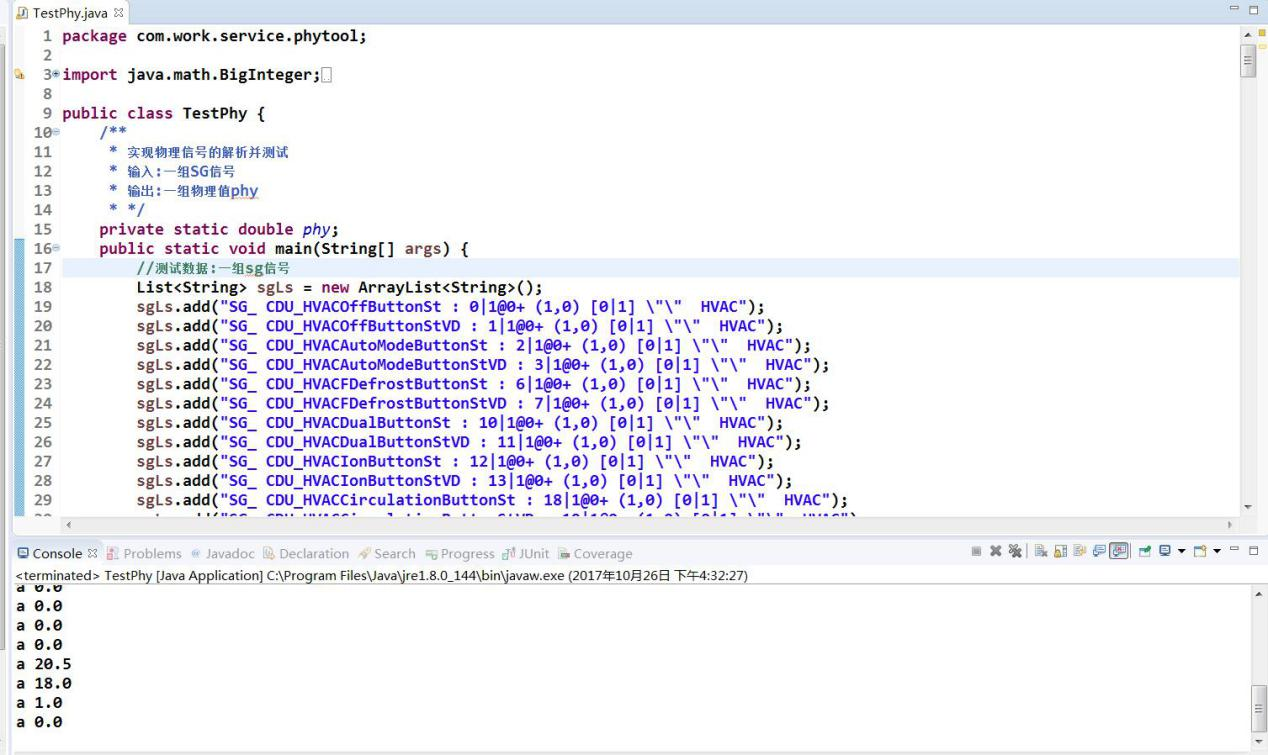 TestPhy.java
1 package com.work.service.phytool;
2
3 import java.math.BigInteger;
8
9 public class TestPhy {
10 /**
11 * 实现物理信号的解析并测试
12 * 输入:一组SG信号
13 * 输出:一组物理值phy
14 * */
15 private static double phy;
16 public static void main(String[] args) {
17 //测试数据:一组sg信号
18 List<String> sgLs = new ArrayList<String>();
19 sgLs.add("SG_ CDU_HVACOffButtonSt : 0|1@0+ (1,0) [0|1] \"\"  HVAC");
20 sgLs.add("SG_ CDU_HVACOffButtonStVD : 1|1@0+ (1,0) [0|1] \"\"  HVAC");
21 sgLs.add("SG_ CDU_HVACAutoModeButtonSt : 2|1@0+ (1,0) [0|1] \"\"  HVAC");
22 sgLs.add("SG_ CDU_HVACAutoModeButtonStVD : 3|1@0+ (1,0) [0|1] \"\"  HVAC");
23 sgLs.add("SG_ CDU_HVACFDefrostButtonSt : 6|1@0+ (1,0) [0|1] \"\"  HVAC");
24 sgLs.add("SG_ CDU_HVACFDefrostButtonStVD : 7|1@0+ (1,0) [0|1] \"\"  HVAC");
25 sgLs.add("SG_ CDU_HVACDualButtonSt : 10|1@0+ (1,0) [0|1] \"\"  HVAC");
26 sgLs.add("SG_ CDU_HVACDualButtonStVD : 11|1@0+ (1,0) [0|1] \"\"  HVAC");
27 sgLs.add("SG_ CDU_HVACIonButtonSt : 12|1@0+ (1,0) [0|1] \"\"  HVAC");
28 sgLs.add("SG_ CDU_HVACIonButtonStVD : 13|1@0+ (1,0) [0|1] \"\"  HVAC");
29 sgLs.add("SG_ CDU_HVACCirculationButtonSt : 18|1@0+ (1,0) [0|1] \"\"  HVAC");
Console Problems @ Javadoc Declaration Search Progress JUnit Coverage
<terminated> TestPhy [Java Application] C:\Program Files\Java\jre1.8.0_144\bin\javaw.exe (2017年10月26日 下午4:32:27)
a 0.0
a 0.0
a 0.0
a 0.0
a 20.5
a 18.0
a 1.0
a 0.0